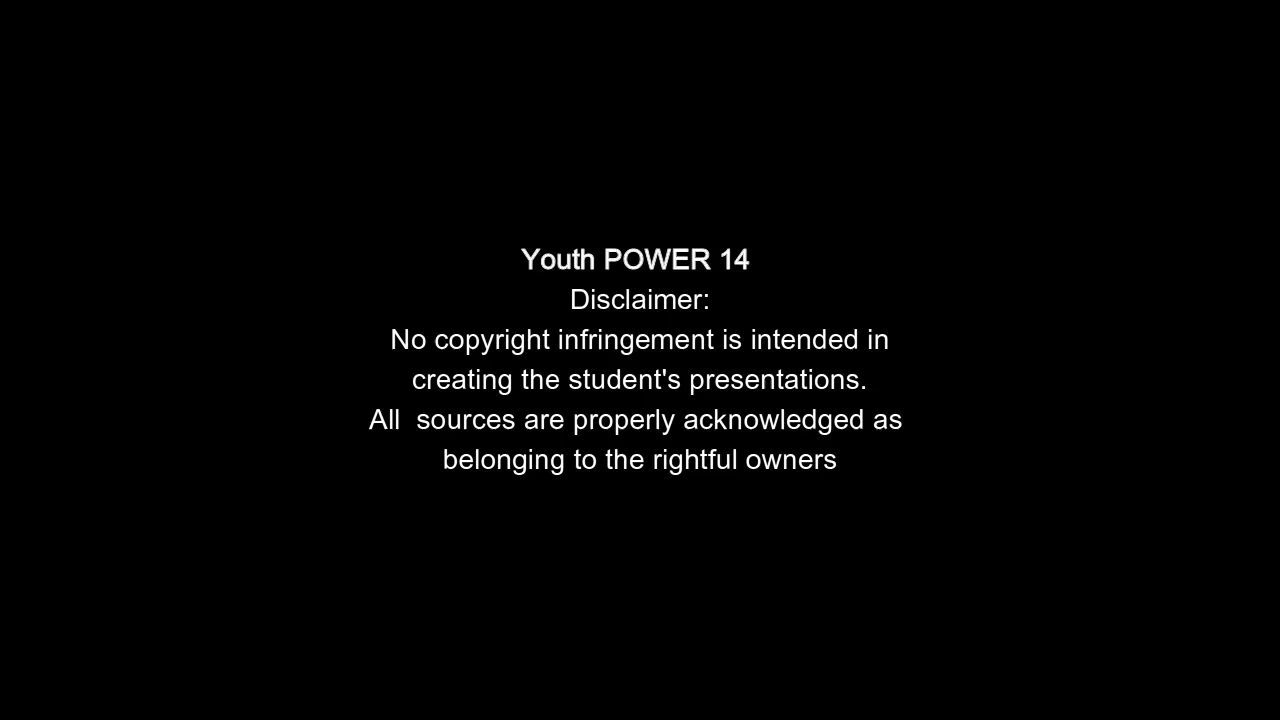 Youth POWER 14
Disclaimer:
No copyright infringement is intended in
creating the student's presentations.
All  sources are properly acknowledged as
belonging to the rightful owners